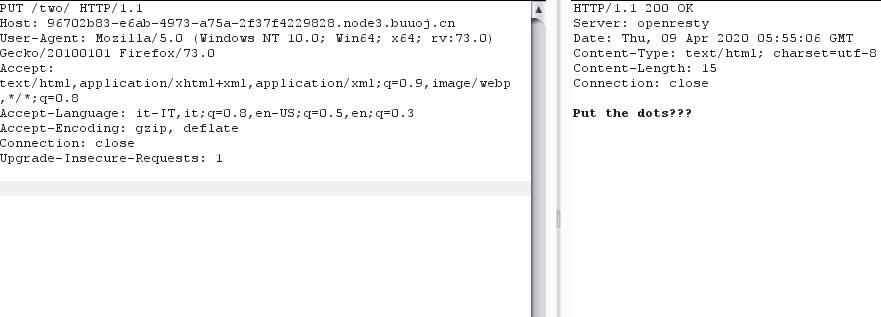 PUT /two/ HTTP/1.1
Host: 96702b83-e6ab-4973-a75a-2f37f4229828.node3.buuoj.cn
User-Agent: Mozilla/5.0 (Windows NT 10.0; Win64; x64; rv:73.0)
Gecko/20100101 Firefox/73.0
Accept:
text/html,application/xhtml+xml,application/xml;q=0.9,image/webp
,*/*;q=0.8
Accept-Language: it-IT,it;q=0.8,en-US;q=0.5,en;q=0.3
Accept-Encoding: gzip, deflate
Connection: close
Upgrade-Insecure-Requests: 1
HTTP/1.1 200 OK
Server: openresty
Date: Thu, 09 Apr 2020 05:55:06 GMT
Content-Type: text/html; charset=utf-8
Content-Length: 15
Connection: close
Put the dots???